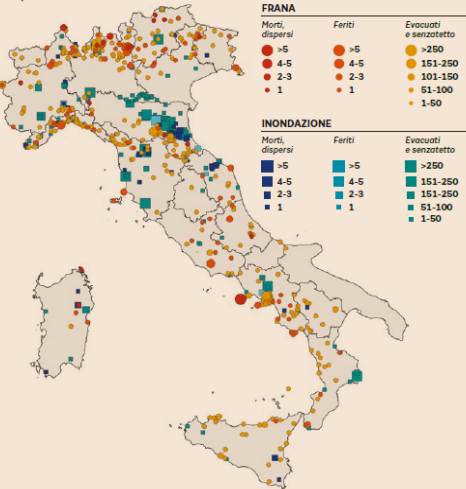 FRANA
Morti, dispersi
Feriti
Evacuati e senzatetto
>5 >5 >250
4-5 4-5 151-250
2-3 2-3 101-150
1 1 51-100
1-50
INONDAZIONE
Morti, dispersi
Feriti
Evacuati e senzatetto
>5 >5 >250
4-5 4-5 151-250
2-3 2-3 151-250
1 1 51-100
1-50